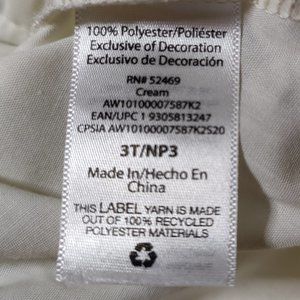 100% Polyester/Poliéster
Exclusive of Decoration
Exclusivo de Decoración
RN# 52469
Cream
AW10100007587K2
EAN/UPC 1 9305813247
CPSIA AW10100007587K2S20
3T/NP3
Made In/Hecho En
China
THIS LABEL YARN IS MADE
OUT OF 100% RECYCLED
POLYESTER MATERIALS